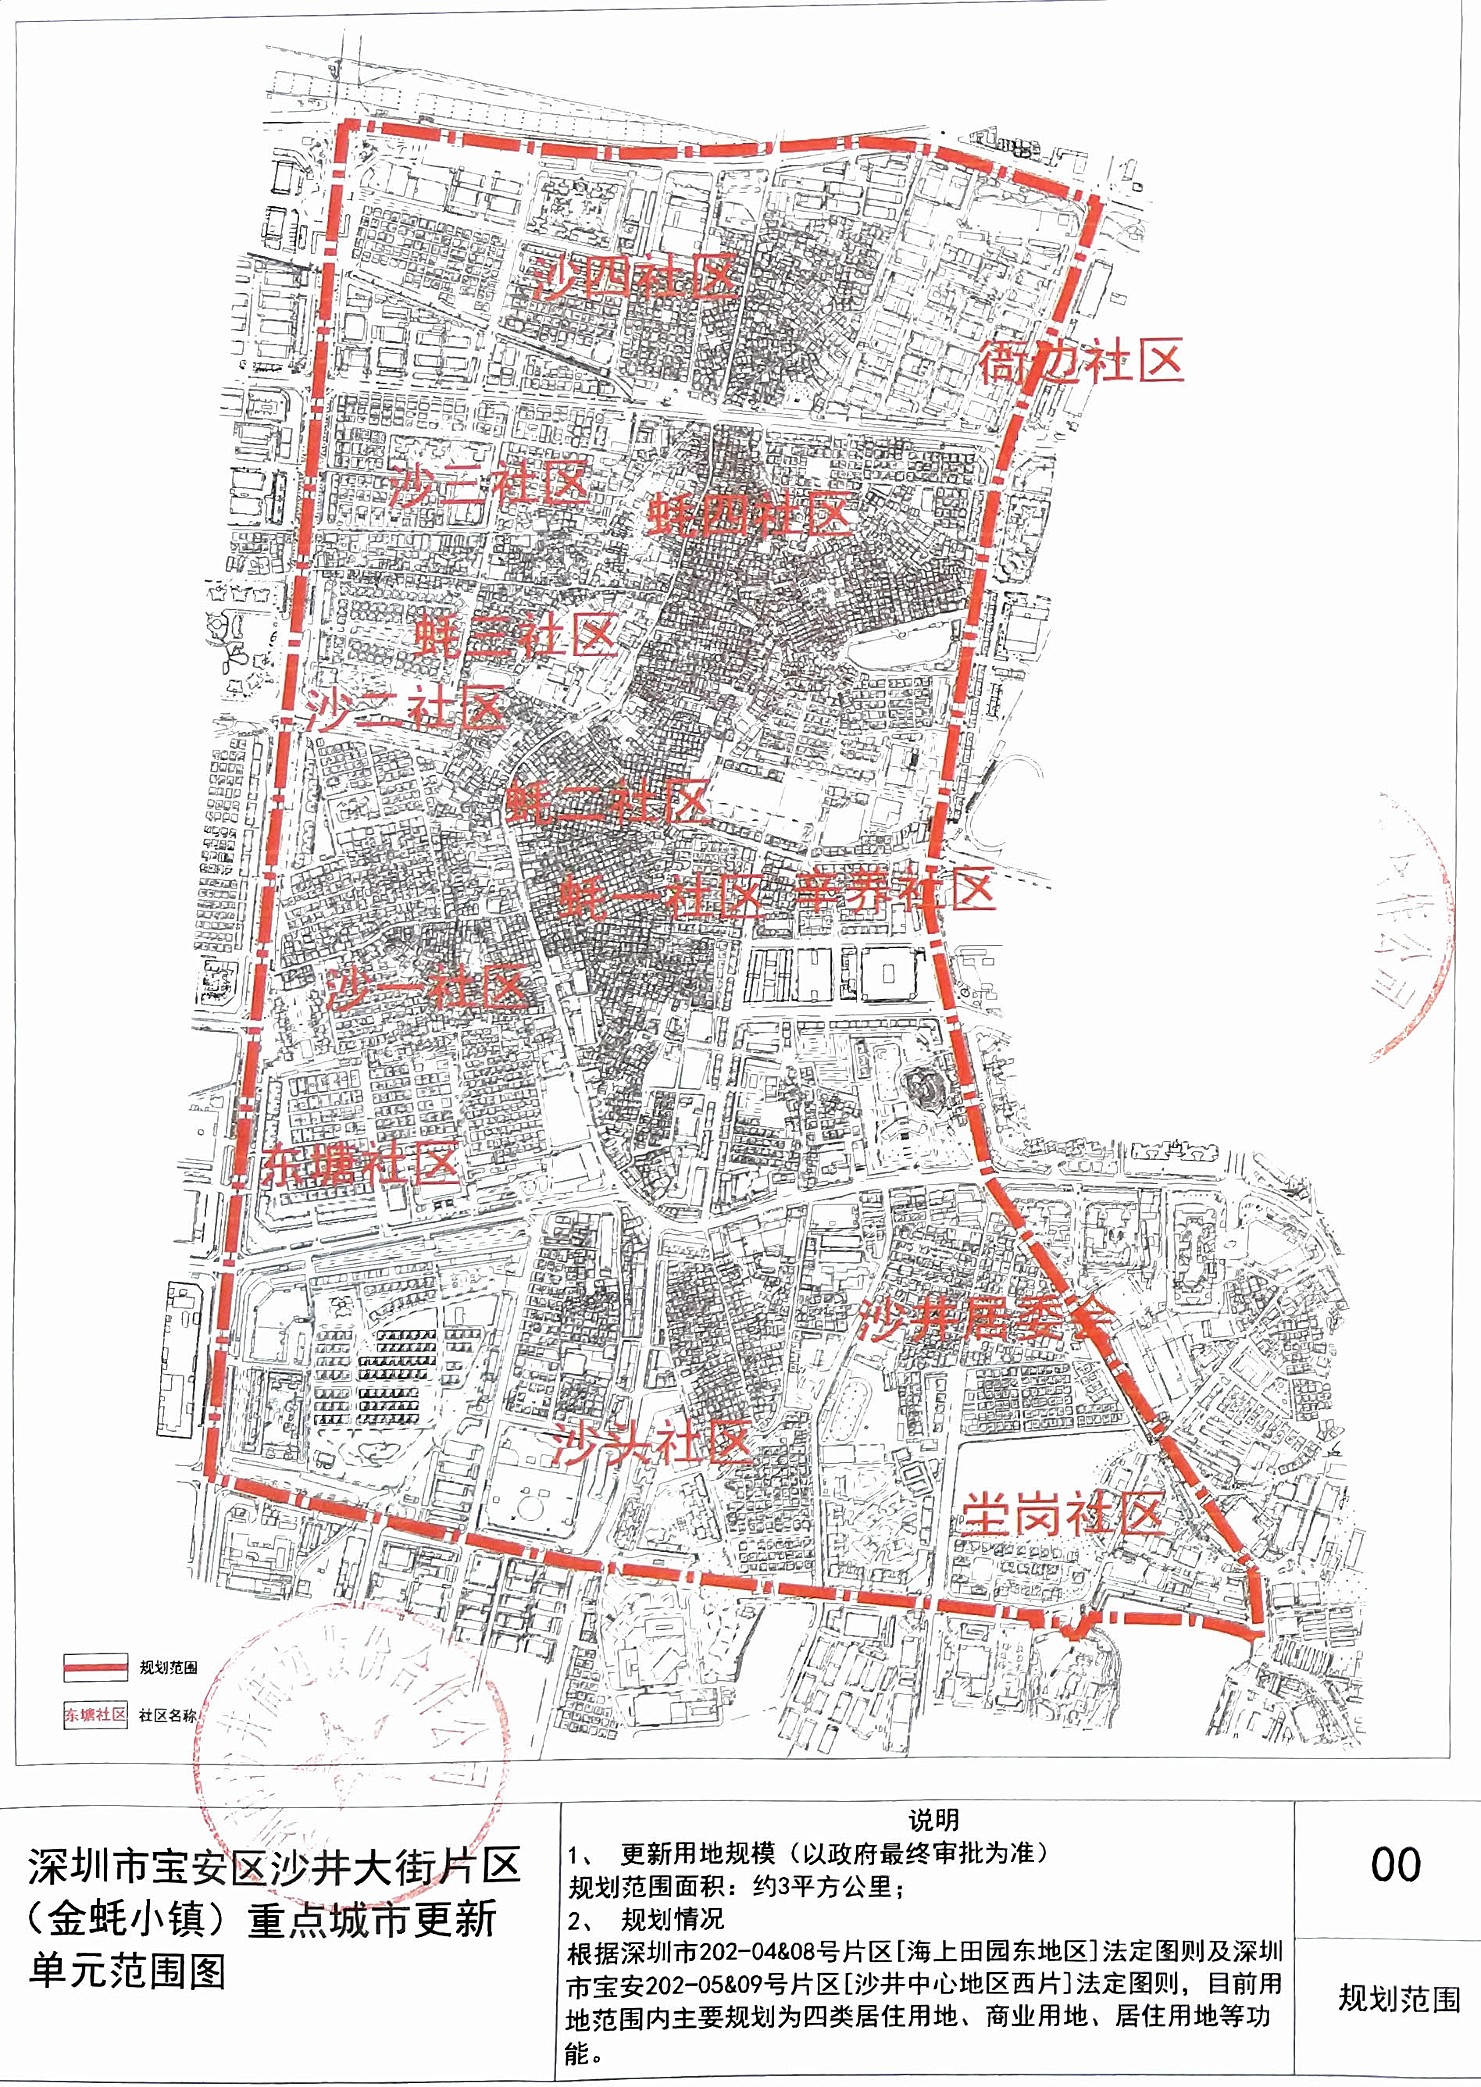 沙四社区
衙边社区
沙三社区
蚝四社区
蚝三社区
沙二社区
蚝二社区
蚝一社区
辛养社区
沙一社区
东塘社区
沙井居委会
沙头社区
坣岗社区
规划范围
东塘社区 社区名称
深圳市宝安区沙井大街片区
（金蚝小镇）重点城市更新
单元范围图
说明
1、 更新用地规模（以政府最终审批为准）
规划范围面积：约3平方公里；
2、 规划情况
根据深圳市202-04&08号片区[海上田园东地区]法定图则及深圳
市宝安202-05&09号片区[沙井中心地区西片]法定图则，目前用
地范围内主要规划为四类居住用地、商业用地、居住用地等功
能。
00
规划范围